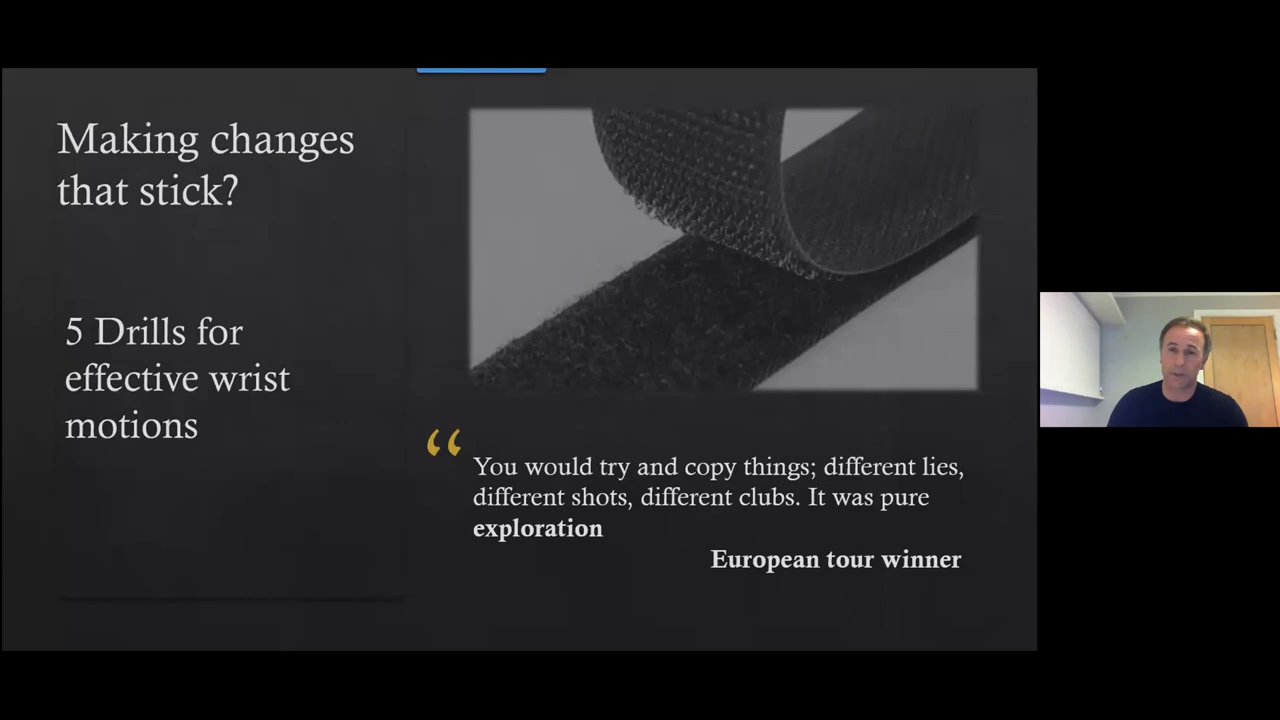 Making changes
that stick?
5 Drills for
effective wrist
motions
“
You would try and copy things; different lies,
different shots, different clubs. It was pure
exploration
European tour winner